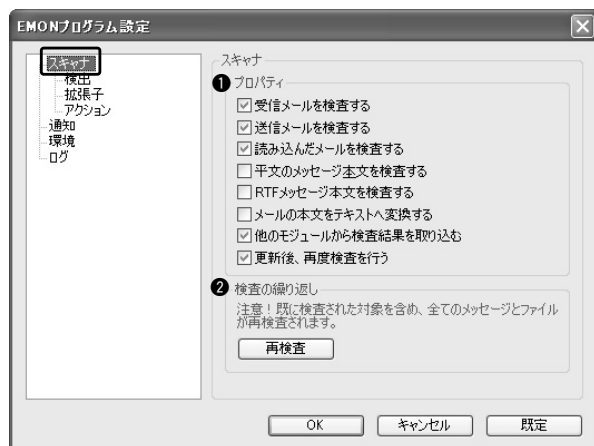 EMONプログラム設定
スキャナ
検出
拡張子
アクション
通知
環境
ログ
スキャナ
❶ プロパティ
受信メールを検査する
送信メールを検査する
読み込んだメールを検査する
平文のメッセージ本文を検査する
RTFメッセージ本文を検査する
メールの本文をテキストへ変換する
他のモジュールから検査結果を取り込む
更新後、再度検査を行う
❷ 検査の繰り返し
注意！既に検査された対象を含め、全てのメッセージとファイル
が再検査されます。
再検査
OK
キャンセル
既定